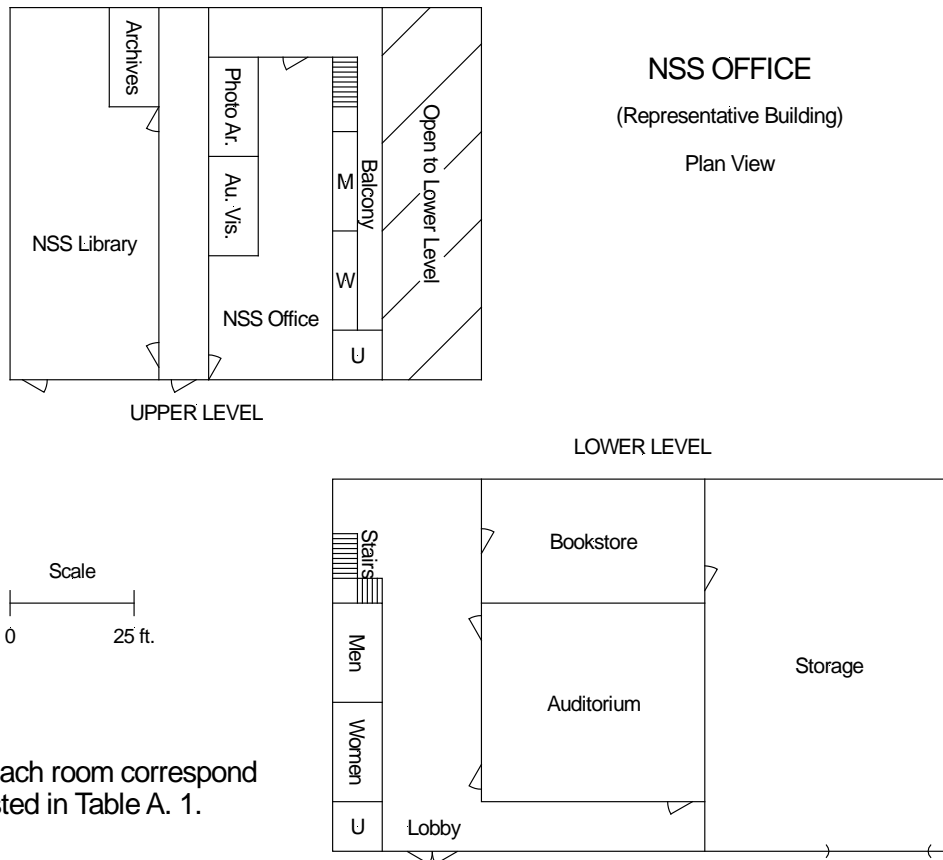 NSS OFFICE
(Representative Building)
Plan View
Archives
Photo Ar.
Au. Vis.
NSS Library
NSS Office
M
W
U
Balcony
Open to Lower Level
UPPER LEVEL
LOWER LEVEL
Scale
0 25 ft.
Stairs
Men
Women
U
Lobby
Bookstore
Auditorium
Storage
ach room correspond
sted in Table A. 1.